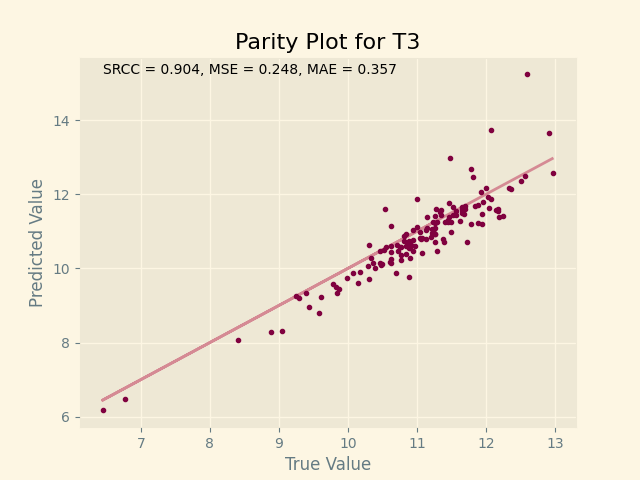 Parity Plot for T3
SRCC = 0.904, MSE = 0.248, MAE = 0.357
14
12
10
8
6
Predicted Value
7 8 9 10 11 12 13
True Value